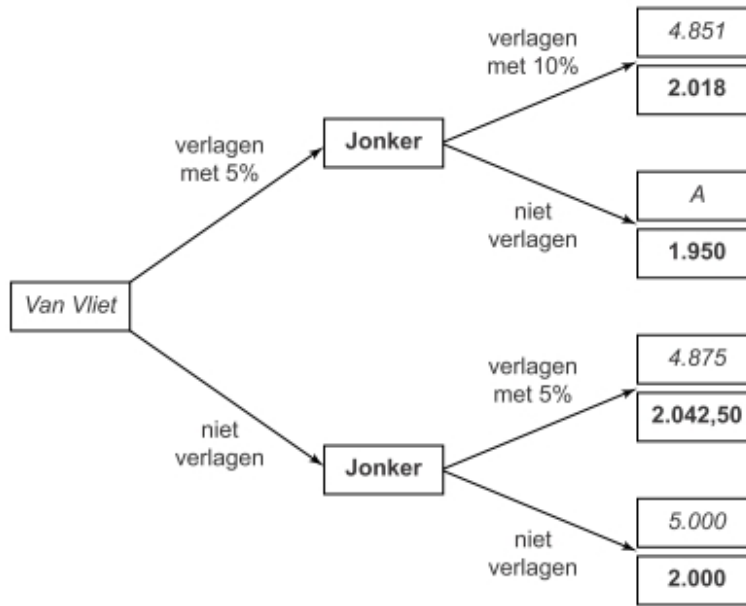 verlagen
met 10%
4.851
2.018
verlagen
met 5%
Jonker
niet
verlagen
A
1.950
Van Vliet
niet
verlagen
Jonker
verlagen
met 5%
4.875
2.042,50
niet
verlagen
5.000
2.000